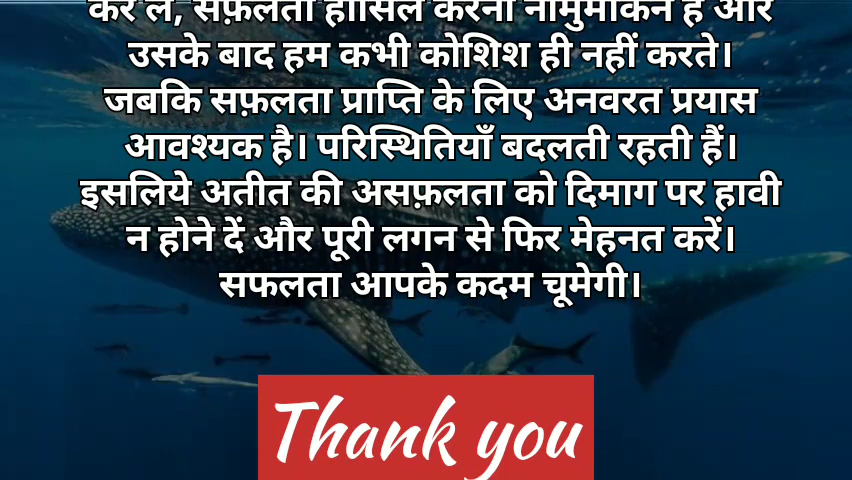 कर लें, सफ़लता हासिल करना नामुमकिन है और
उसके बाद हम कभी कोशिश ही नहीं करते।
जबकि सफ़लता प्राप्ति के लिए अनवरत प्रयास
आवश्यक है। परिस्थितियाँ बदलती रहती हैं।
इसलिये अतीत की असफ़लता को दिमाग पर हावी
न होने दें और पूरी लगन से फिर मेहनत करें।
सफलता आपके कदम चूमेगी।
Thank you